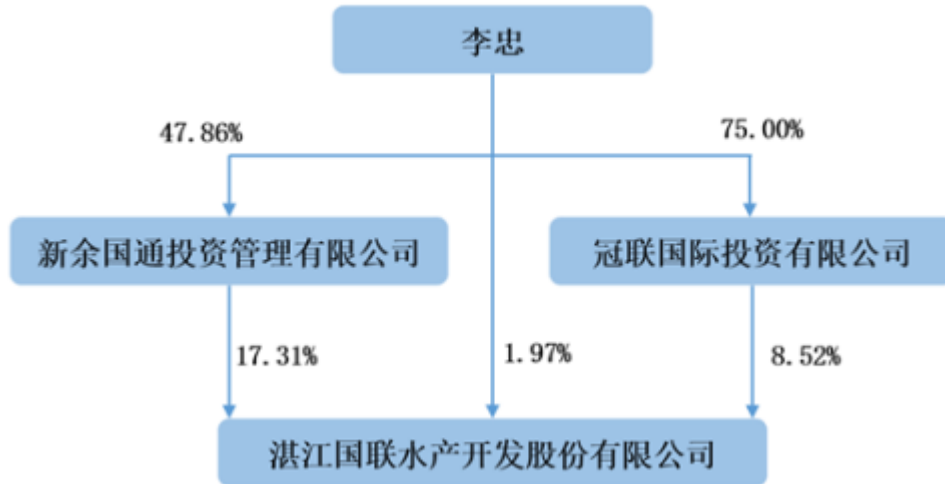 李忠
47.86%
75.00%
新余国通投资管理有限公司
冠联国际投资有限公司
17.31%
1.97%
8.52%
湛江国联水产开发股份有限公司